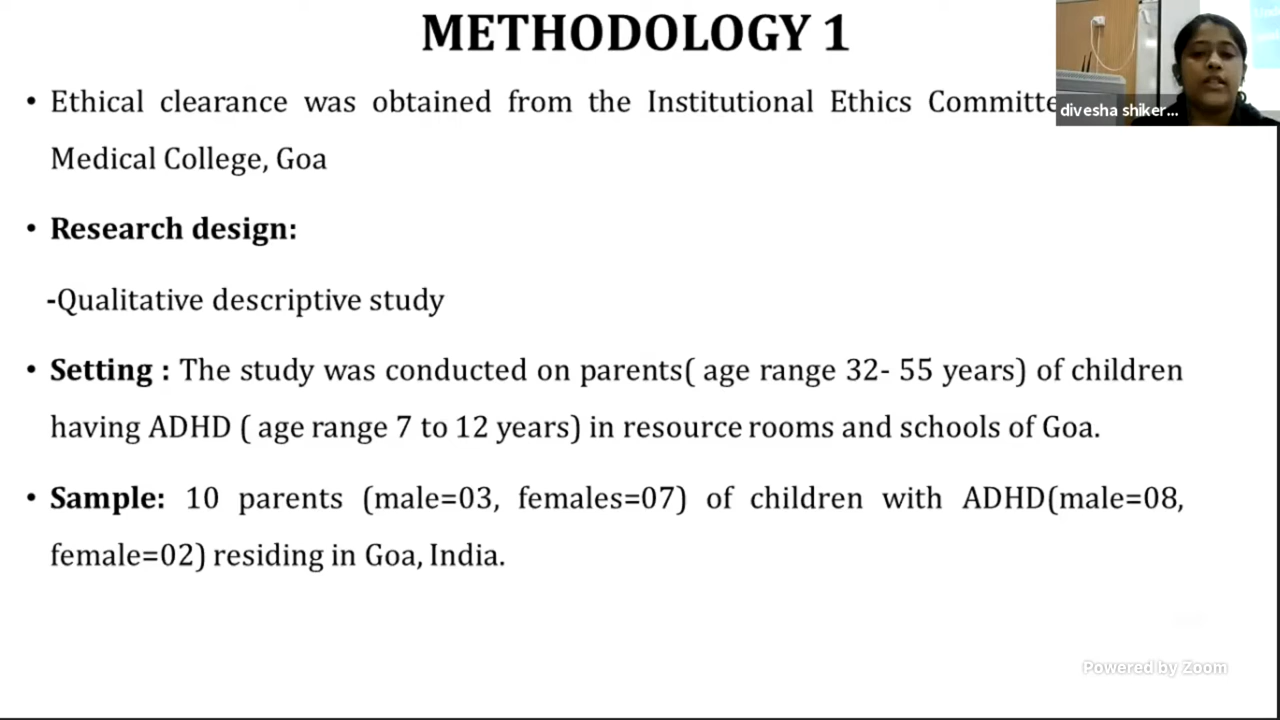 METHODOLOGY 1
• Ethical clearance was obtained from the Institutional Ethics Committe
Medical College, Goa
• Research design:
-Qualitative descriptive study
• Setting : The study was conducted on parents( age range 32- 55 years) of children
having ADHD ( age range 7 to 12 years) in resource rooms and schools of Goa.
• Sample: 10 parents (male=03, females=07) of children with ADHD(male=08,
female=02) residing in Goa, India.
divesha shiker...
Powered by Zoom